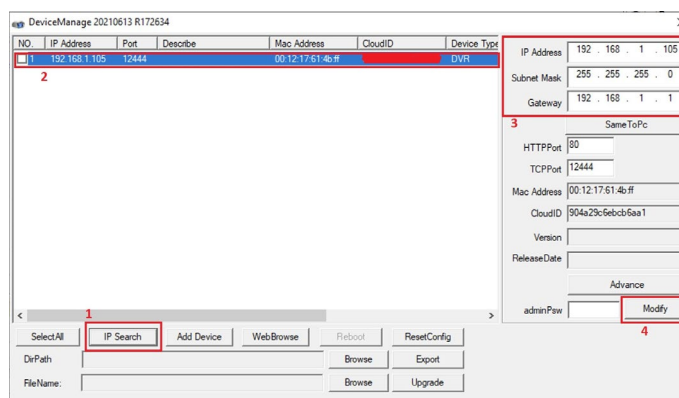 DeviceManage 20210613 R172634
NO. IP Address Port Describe Mac Address CloudID Device Type
1 192.168.1.105 12444 00:12:17:61:4b:ff DVR
2
IP Address 192 . 168 . 1 . 105
Subnet Mask 255 . 255 . 255 . 0
Gateway 192 . 168 . 1 . 1
3
SameToPc
HTTPPort 80
TCPPort 12444
Mac Address 00:12:17:61:4b:ff
CloudID 904a29c6ebcb6aa1
Version
ReleaseDate
Advance
adminPsw Modify
4
1
SelectAll IP Search Add Device WebBrowse Reboot ResetConfig
DirPath Browse Export
FileName: Browse Upgrade